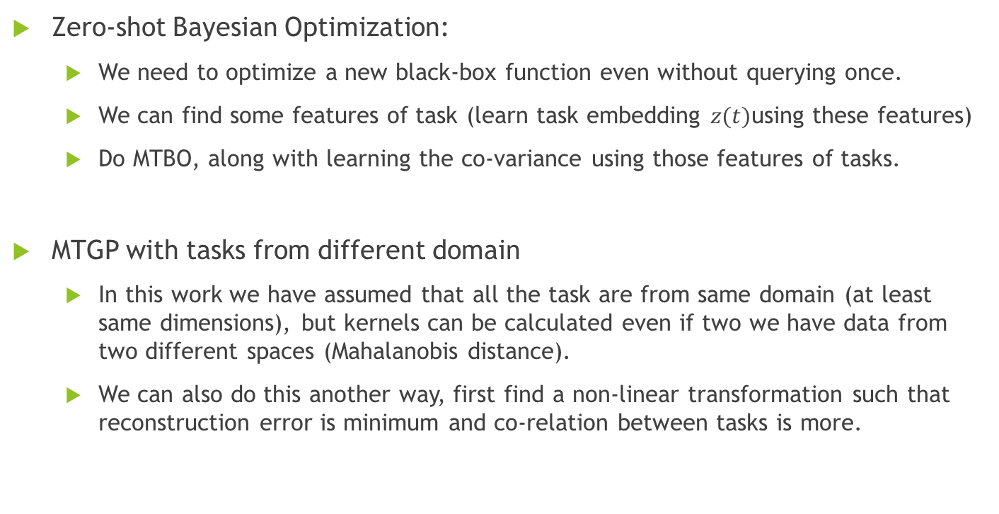 Zero-shot Bayesian Optimization:
We need to optimize a new black-box function even without querying once.
We can find some features of task (learn task embedding z(t)using these features)
Do MTBO, along with learning the co-variance using those features of tasks.
MTGP with tasks from different domain
In this work we have assumed that all the task are from same domain (at least
same dimensions), but kernels can be calculated even if two we have data from
two different spaces (Mahalanobis distance).
We can also do this another way, first find a non-linear transformation such that
reconstruction error is minimum and co-relation between tasks is more.